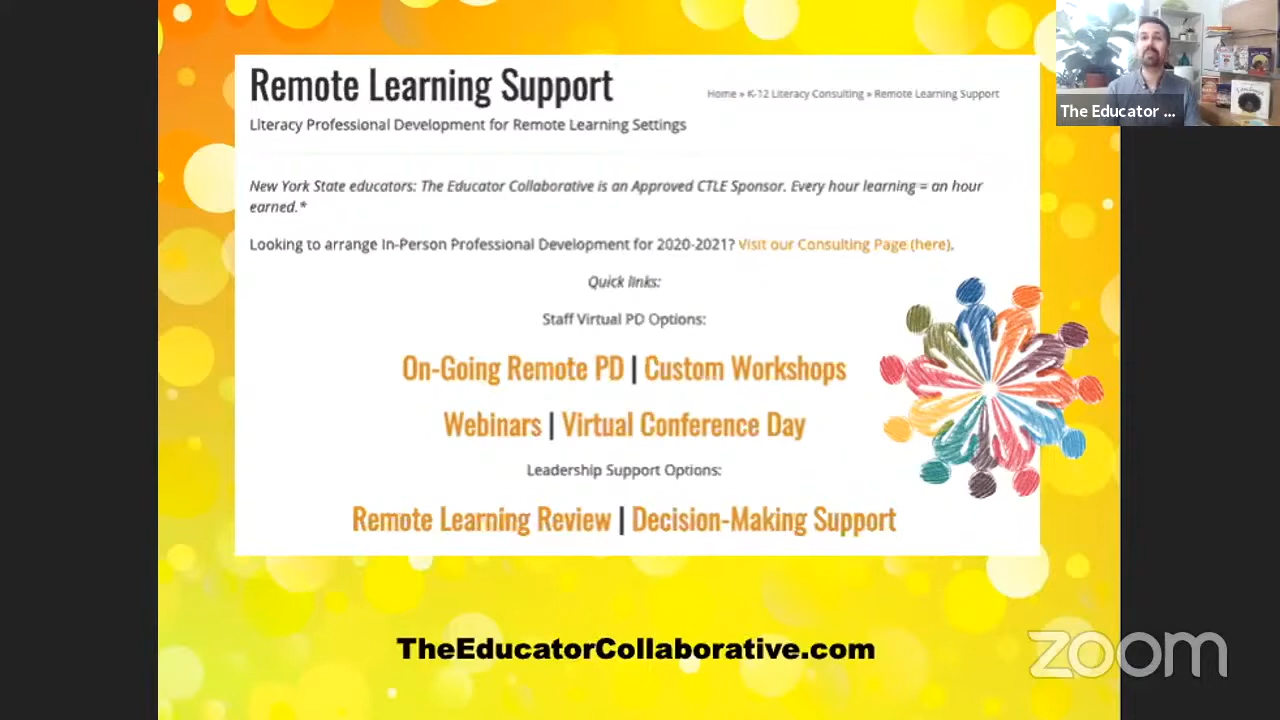 Remote Learning Support
Home » K-12 Literacy Consulting » Remote Learning Support
Literacy Professional Development for Remote Learning Settings
New York State educators: The Educator Collaborative is an Approved CTLE Sponsor. Every hour learning = an hour
earned.*
Looking to arrange In-Person Professional Development for 2020-2021? Visit our Consulting Page (here).
Quick links:
Staff Virtual PD Options:
On-Going Remote PD | Custom Workshops
Webinars | Virtual Conference Day
Leadership Support Options:
Remote Learning Review | Decision-Making Support
TheEducatorCollaborative.com
The Educator ...
zoom